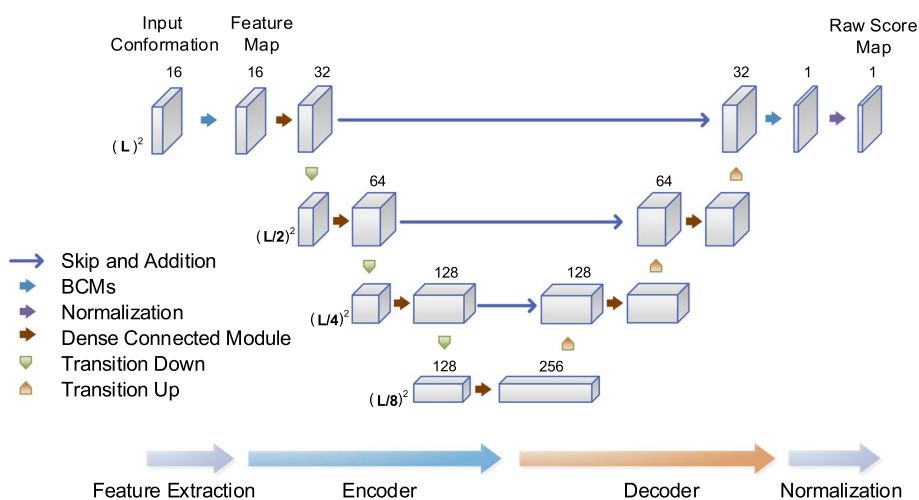 Input
Conformation
Feature
Map
Raw Score
Map
16
16
32
32
1
1
(L)²
64
64
(L/2)²
128
128
(L/4)²
128
256
(L/8)²
Skip and Addition
BCMs
Normalization
Dense Connected Module
Transition Down
Transition Up
Feature Extraction
Encoder
Decoder
Normalization